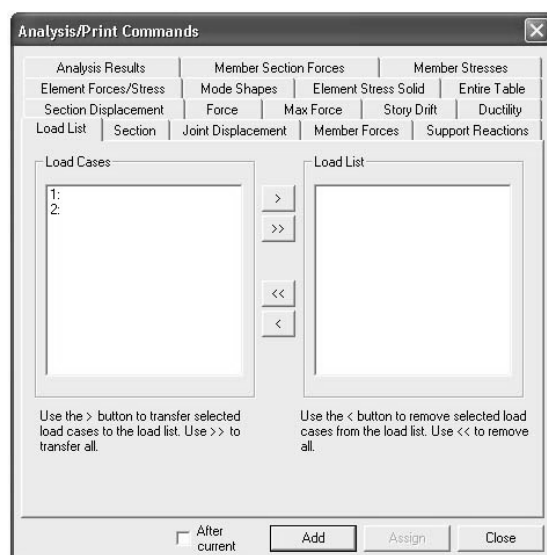 Analysis/Print Commands
Analysis Results
Member Section Forces
Member Stresses
Element Forces/Stress
Mode Shapes
Element Stress Solid
Entire Table
Section Displacement
Force
Max Force
Story Drift
Ductility
Load List
Section
Joint Displacement
Member Forces
Support Reactions
Load Cases
1:
2:
>
>>
<<
<
Load List
Use the > button to transfer selected
load cases to the load list. Use >> to
transfer all.
Use the < button to remove selected load
cases from the load list. Use << to remove
all.
After
current
Add
Assign
Close